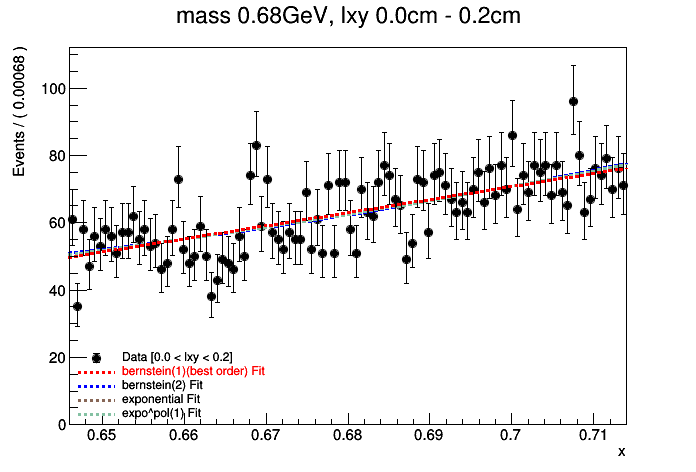 mass 0.68GeV, lxy 0.0cm - 0.2cm
Events / ( 0.00068 )
100
80
60
40
20
0
Data [0.0 < lxy < 0.2]
bernstein(1)(best order) Fit
bernstein(2) Fit
exponential Fit
expo^pol(1) Fit
0.65 0.66 0.67 0.68 0.69 0.7 0.71
x